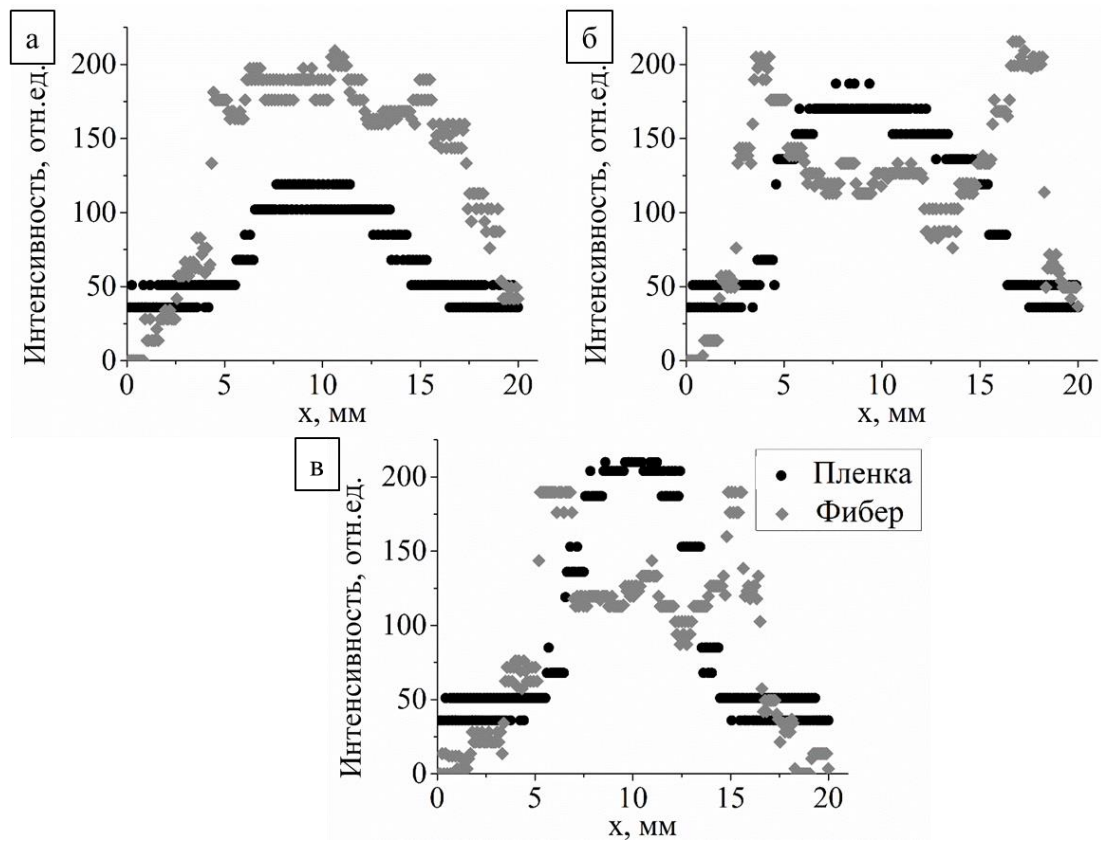 а
Интенсивность, отн.ед.
200
150
100
50
0
0 5 10 15 20
x, мм
б
Интенсивность, отн.ед.
200
150
100
50
0
0 5 10 15 20
x, мм
в
Интенсивность, отн.ед.
200
150
100
50
0
0 5 10 15 20
x, мм
Пленка
Фибер